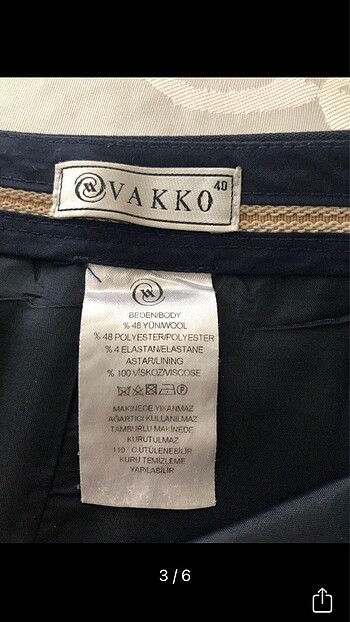 VAKKO 40
BEDEN/BODY
% 48 YÜN/WOOL
% 48 POLYESTER/POLYESTER
% 4 ELASTAN/ELASTANE
ASTAR/LINING
% 100 VİSKOZ/VISCOSE
P
MAKİNEDE YIKANMAZ
AĞARTICI KULLANILMAZ
TAMBURLU MAKİNEDE
KURUTULMAZ
110 °C ÜTÜLENEBİLİR
KURU TEMİZLEME
YAPILABİLİR
3 / 6